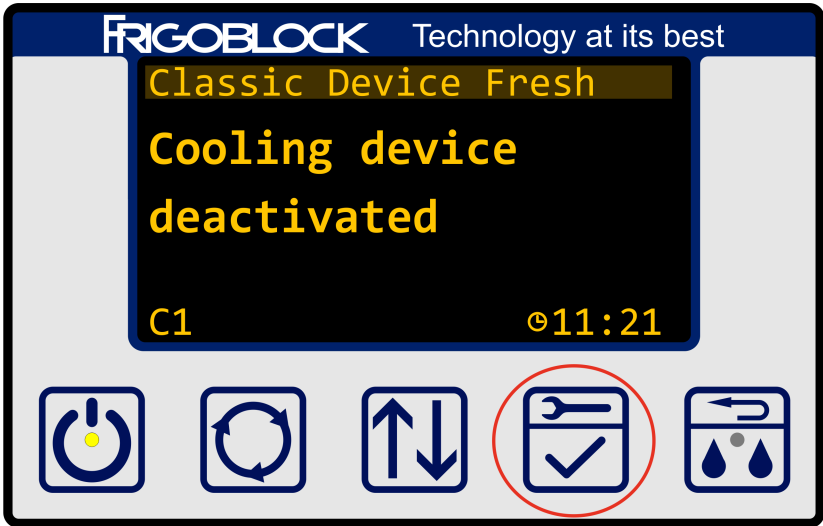 FRIGOBLOCK Technology at its best
Classic Device Fresh
Cooling device
deactivated
C1 11:21